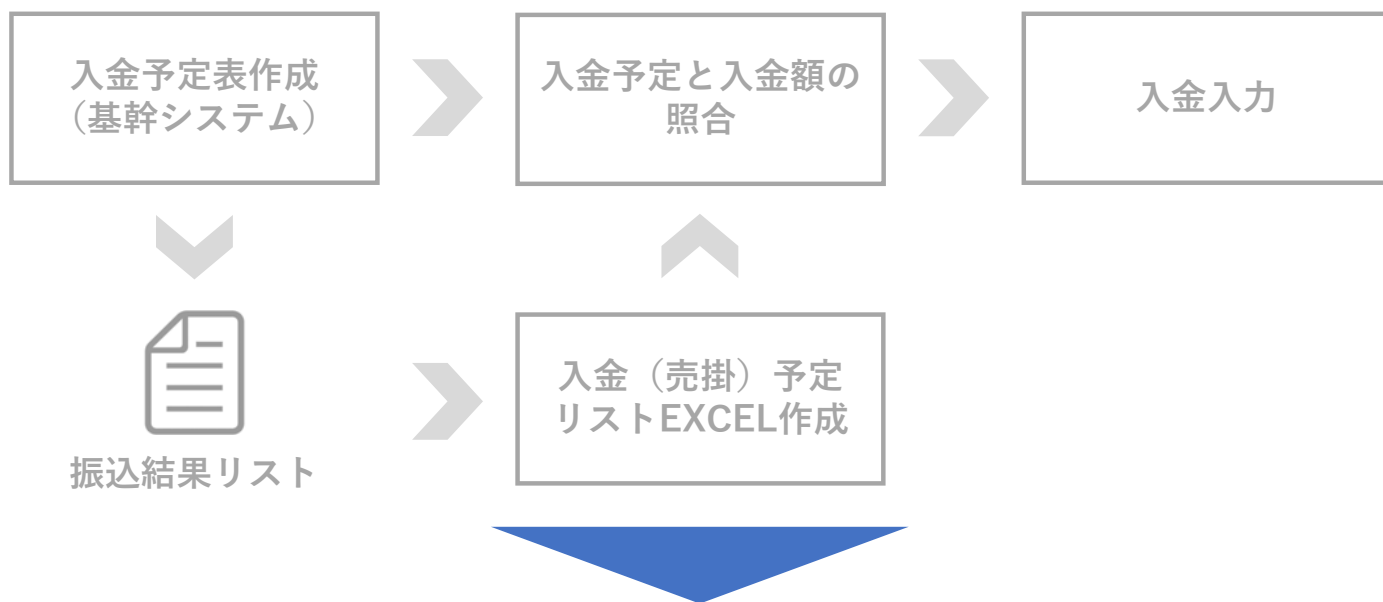 入金予定表作成
（基幹システム）
入金予定と入金額の
照合
入金入力
振込結果リスト
入金（売掛）予定
リストEXCEL作成